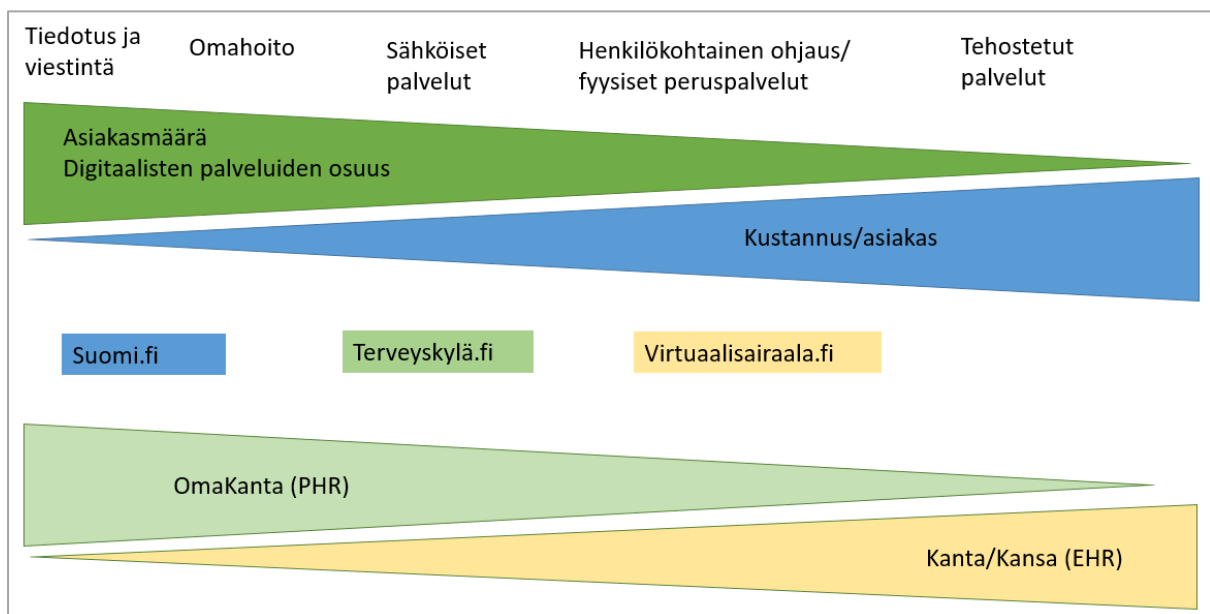 Tiedotus ja
viestintä
Omahoito
Sähköiset
palvelut
Henkilökohtainen ohjaus/
fyysiset peruspalvelut
Tehostetut
palvelut
Asiakasmäärä
Digitaalisten palveluiden osuus
Kustannus/asiakas
Suomi.fi
Terveyskylä.fi
Virtuaalisairaala.fi
OmaKanta (PHR)
Kanta/Kansa (EHR)